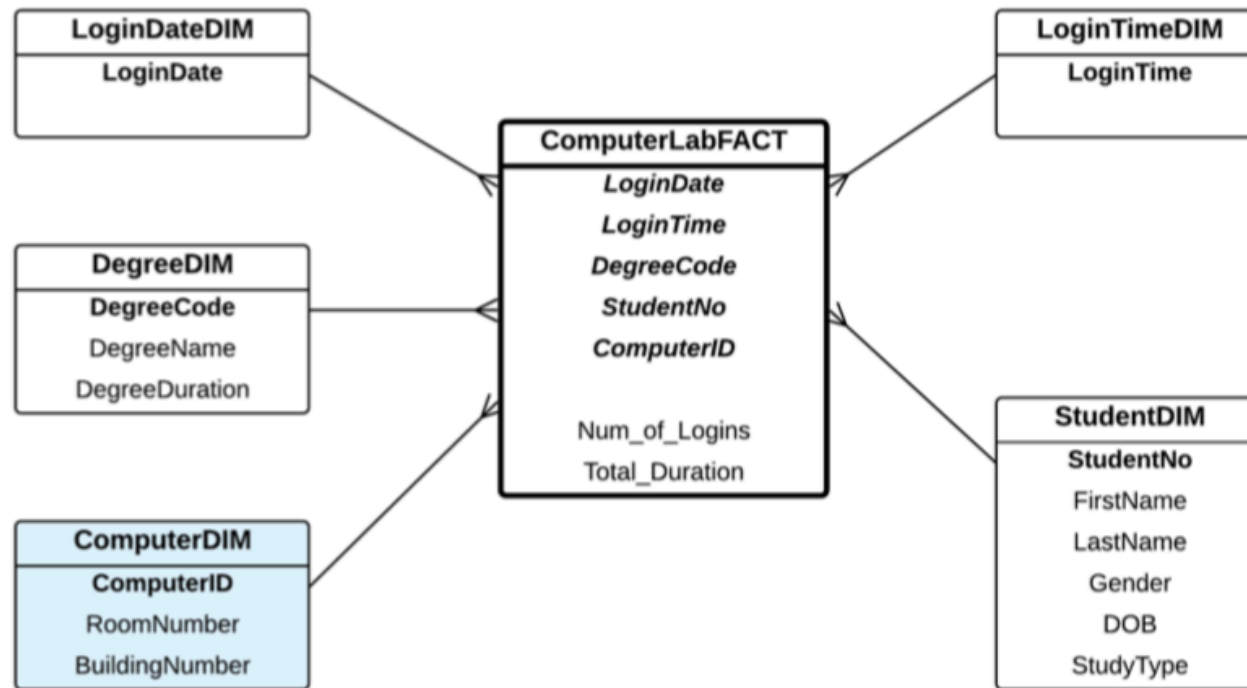 LoginDateDIM
LoginDate
LoginTimeDIM
LoginTime
ComputerLabFACT
LoginDate
LoginTime
DegreeCode
StudentNo
ComputerID
Num_of_Logins
Total_Duration
DegreeDIM
DegreeCode
DegreeName
DegreeDuration
StudentDIM
StudentNo
FirstName
LastName
Gender
DOB
StudyType
ComputerDIM
ComputerID
RoomNumber
BuildingNumber